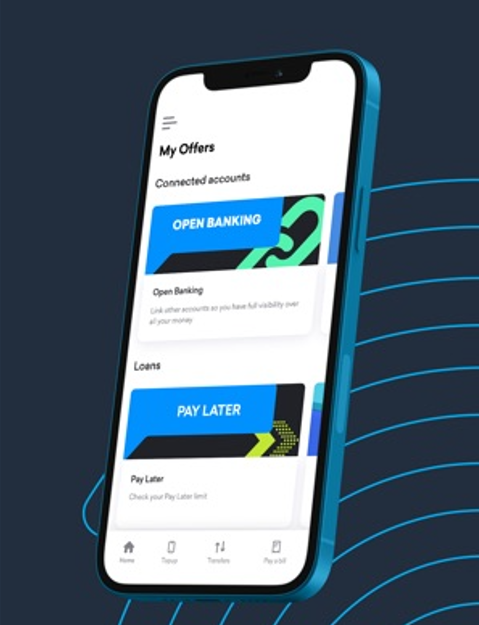 My Offers
Connected accounts
OPEN BANKING
Open Banking
Link other accounts so you have full visibility over
all your money
Loans
PAY LATER
Pay Later
Check your Pay Later limit
Home
Topup
Transfers
Pay a bill